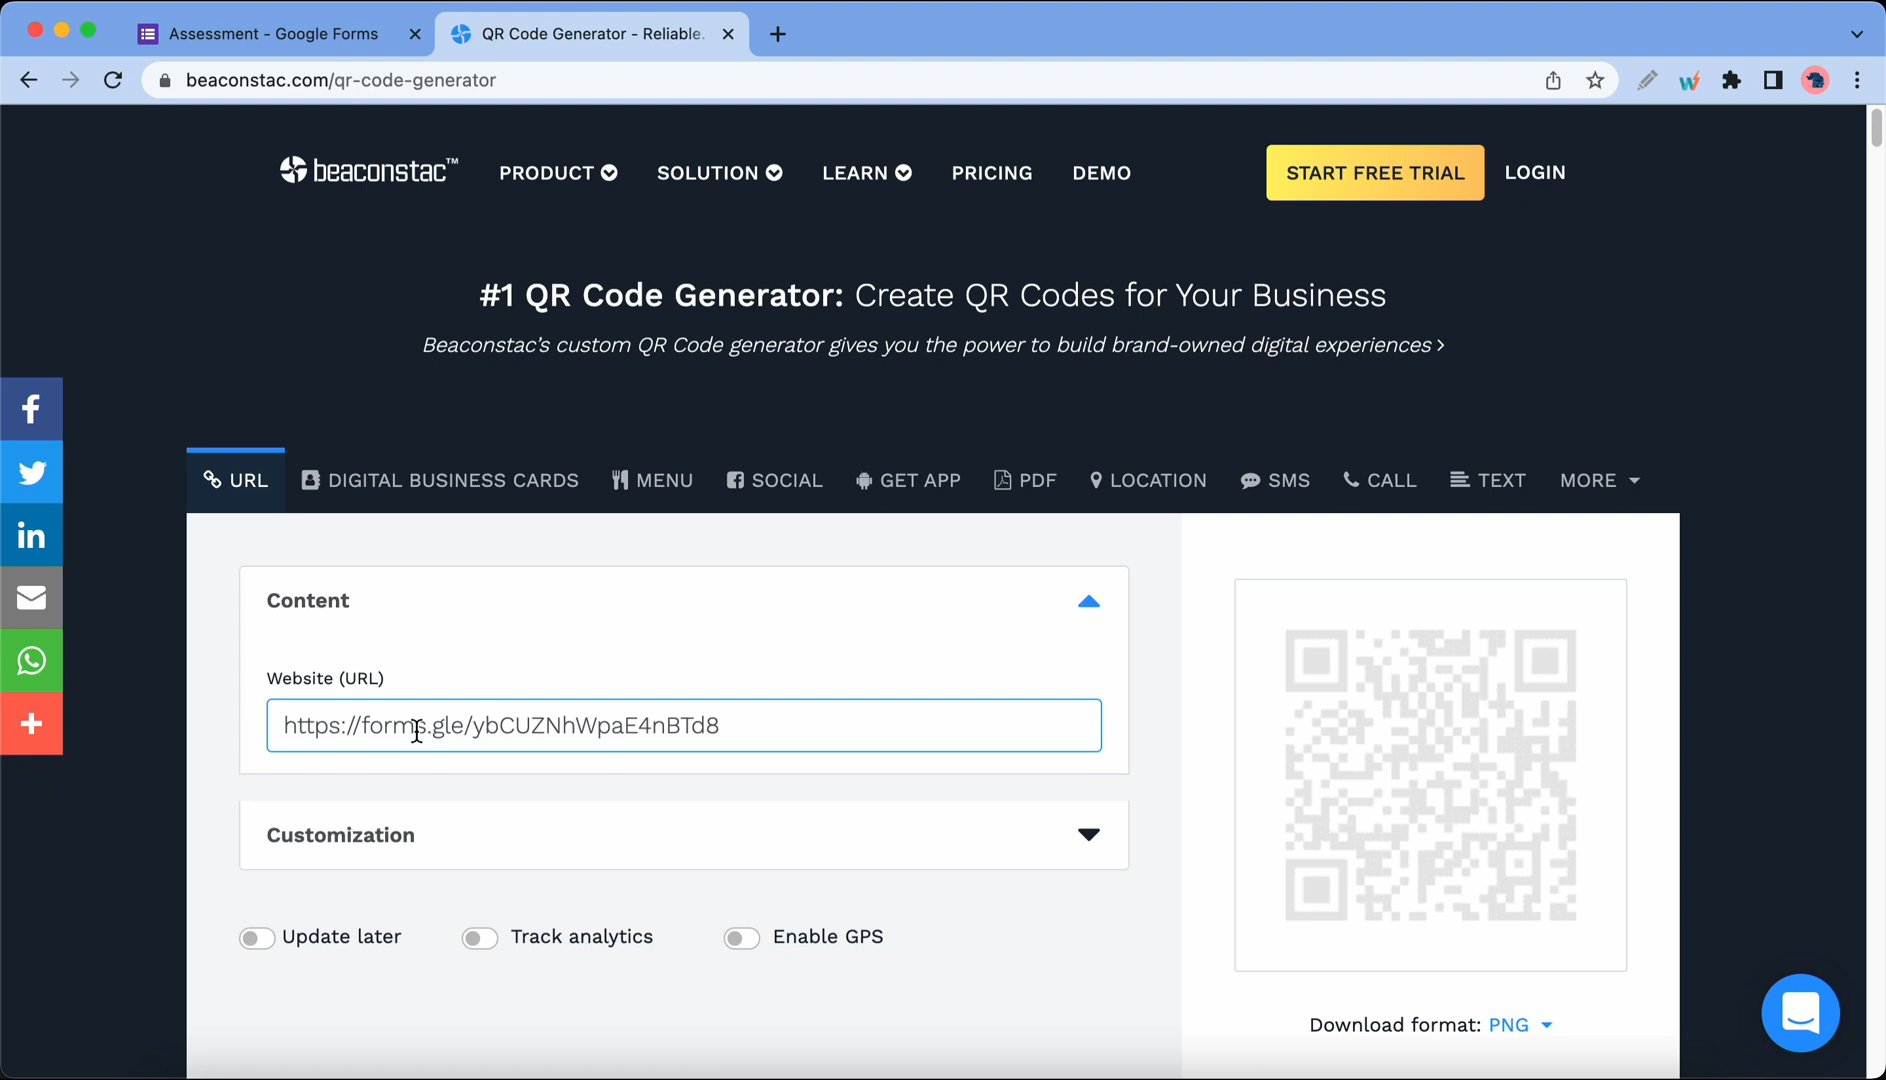 Assessment - Google Forms
QR Code Generator - Reliable.
beaconstac.com/qr-code-generator
beaconstac™
PRODUCT
SOLUTION
LEARN
PRICING
DEMO
START FREE TRIAL
LOGIN
#1 QR Code Generator: Create QR Codes for Your Business
Beaconstac's custom QR Code generator gives you the power to build brand-owned digital experiences ›
URL
DIGITAL BUSINESS CARDS
MENU
SOCIAL
GET APP
PDF
LOCATION
SMS
CALL
TEXT
MORE
Content
Website (URL)
https://forms.gle/ybCUZNhWpaE4nBTd8
Customization
Update later
Track analytics
Enable GPS
Download format: PNG